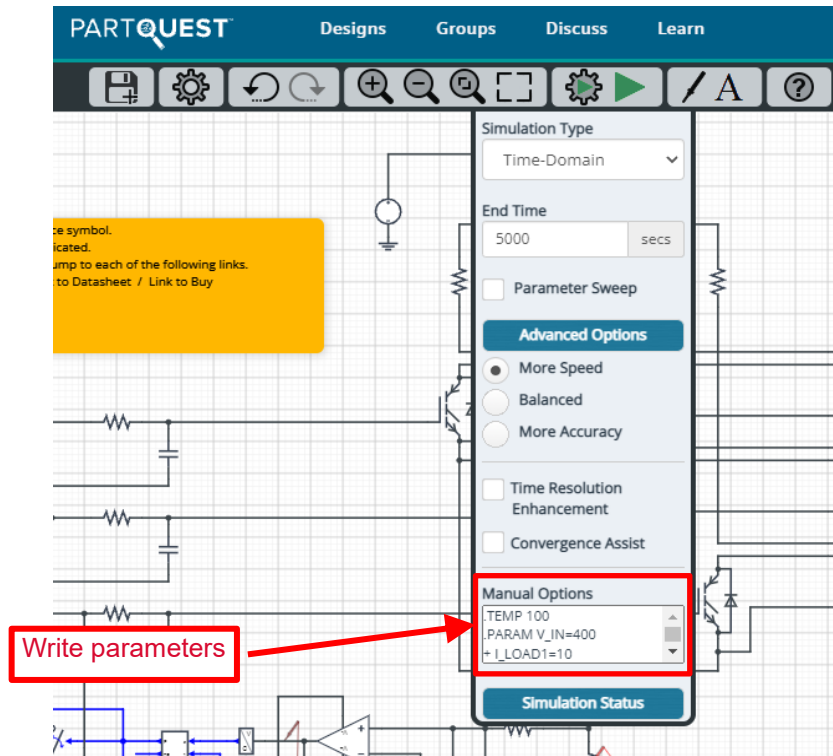 PARTQUEST
Designs Groups Discuss Learn
A ?
Simulation Type
Time-Domain
End Time
5000 secs
Parameter Sweep
Advanced Options
More Speed
Balanced
More Accuracy
Time Resolution
Enhancement
Convergence Assist
Manual Options
.TEMP 100
.PARAM V_IN=400
+ I_LOAD1=10
Simulation Status
ce symbol.
icated.
ump to each of the following links.
to Datasheet / Link to Buy
Write parameters